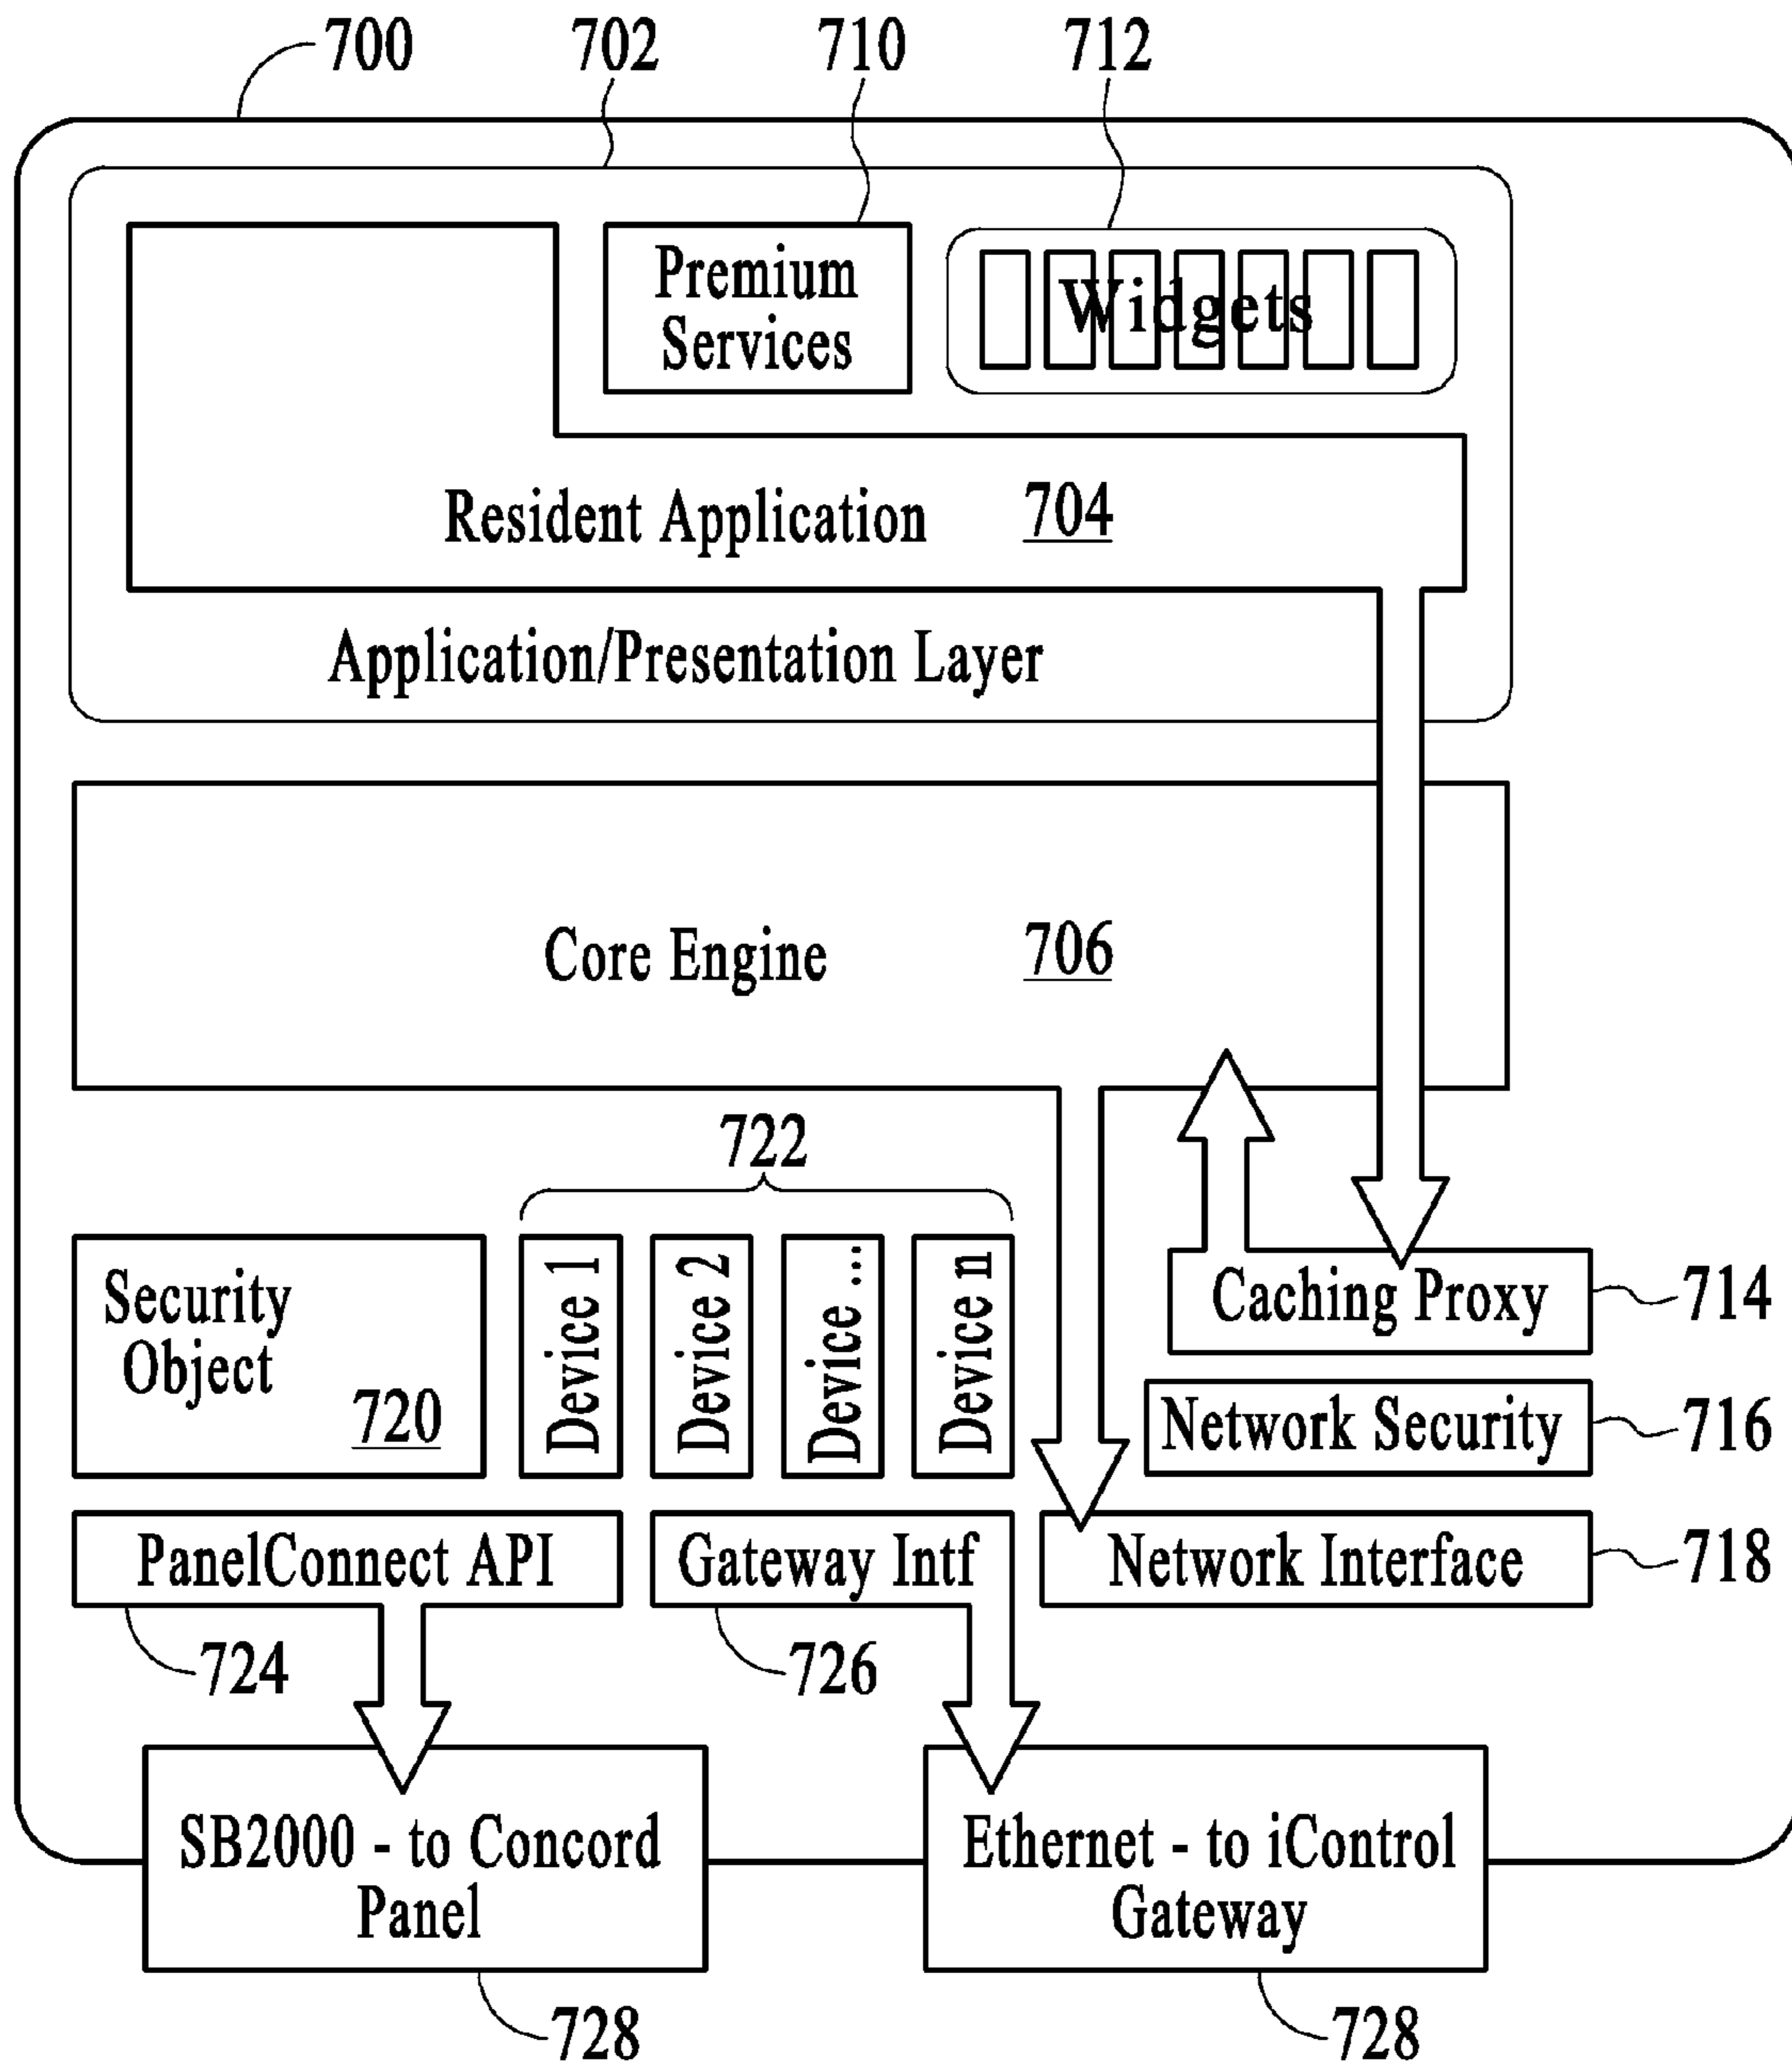 700
702
710
712
Premium
Services
Widgets
Resident Application 704
Application/Presentation Layer
Core Engine 706
722
Security
Object
720
Device 1
Device 2
Device ...
Device n
Caching Proxy
714
Network Security
716
PanelConnect API
Gateway Intf
Network Interface
718
724
726
SB2000 - to Concord
Panel
Ethernet - to iControl
Gateway
728
728